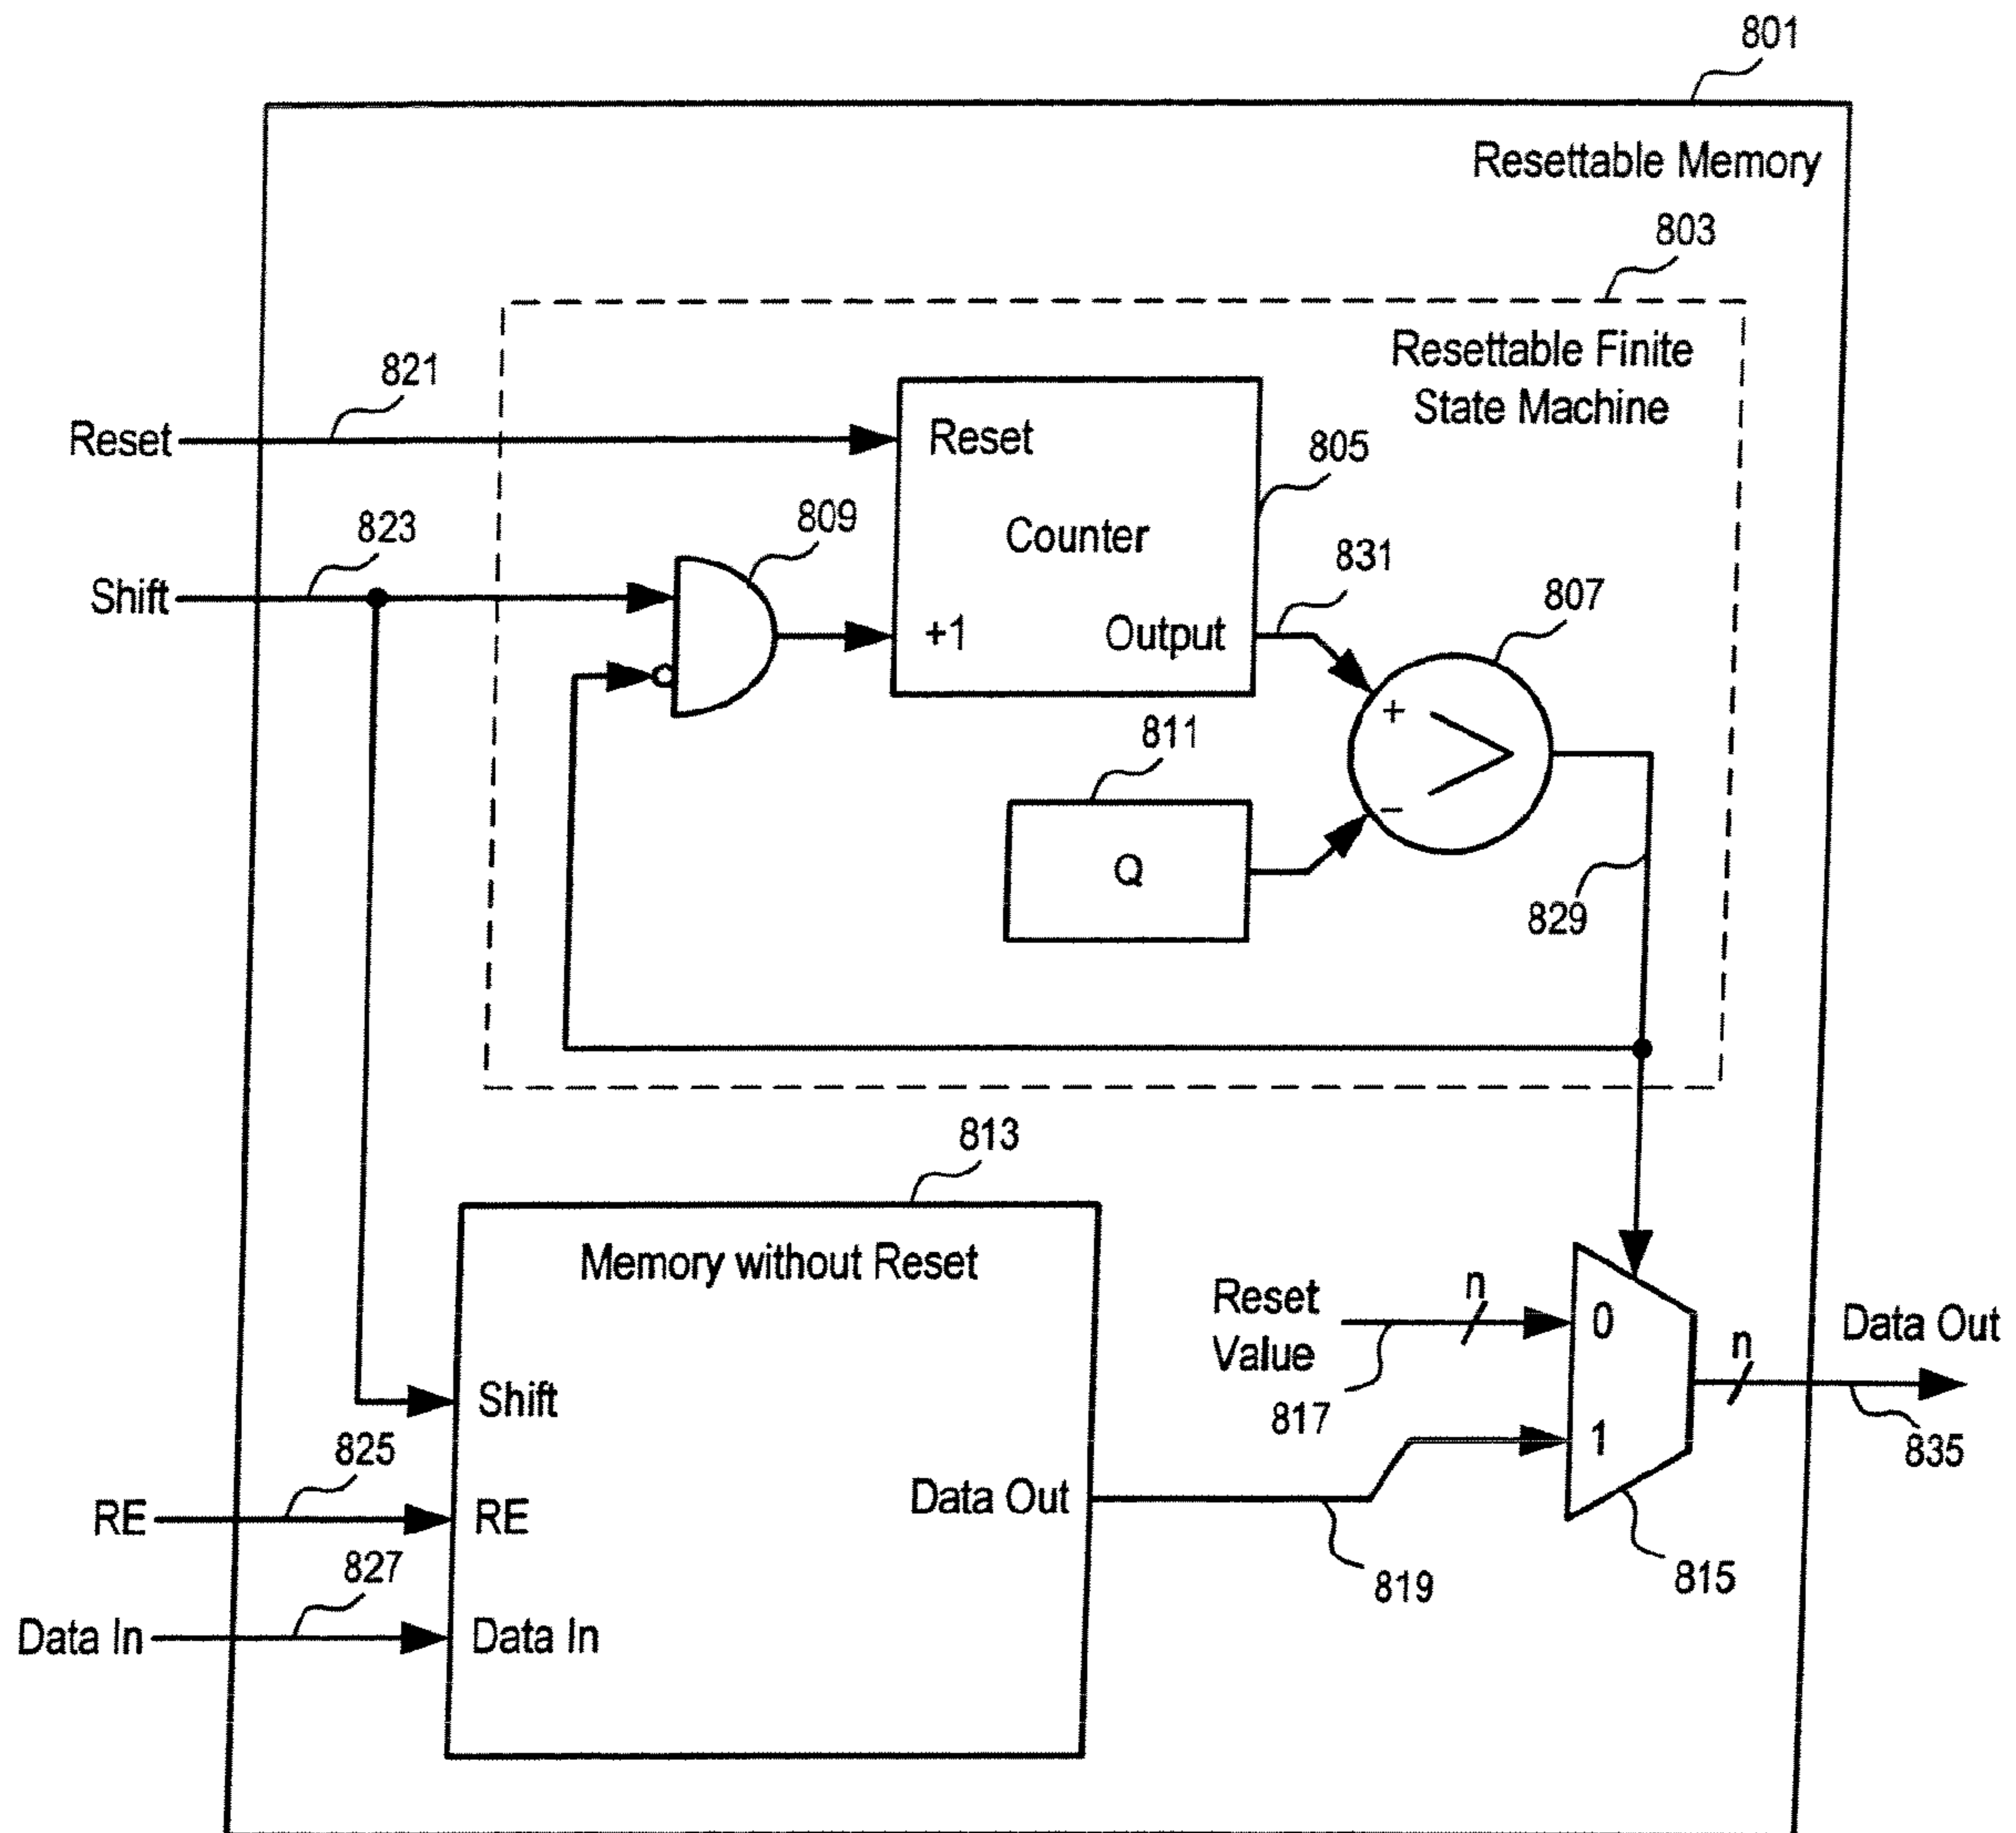 801
Resettable Memory
803
Resettable Finite
State Machine
821
Reset
Reset
805
823
809
Counter
831
Shift
807
+1
Output
+
>
811
−
Q
829
813
Memory without Reset
n
Reset
Value
0
Data Out
n
Shift
817
1
825
835
RE
RE
Data Out
827
819
815
Data In
Data In